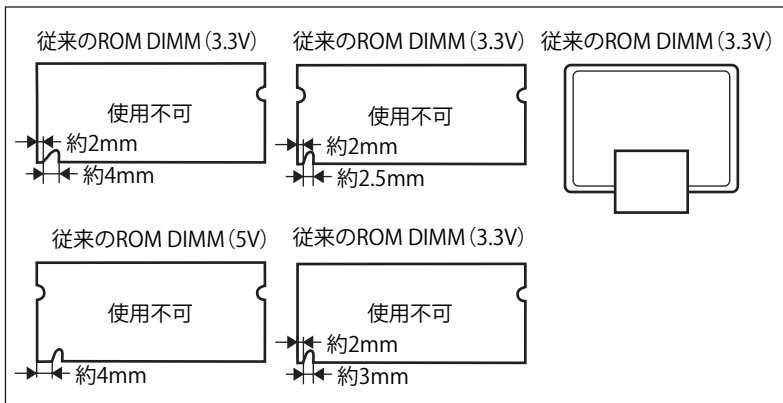 従来のROM DIMM（3.3V）
使用不可
約2mm
約4mm
従来のROM DIMM（3.3V）
使用不可
約2mm
約2.5mm
従来のROM DIMM（3.3V）
従来のROM DIMM（5V）
使用不可
約4mm
従来のROM DIMM（3.3V）
使用不可
約2mm
約3mm